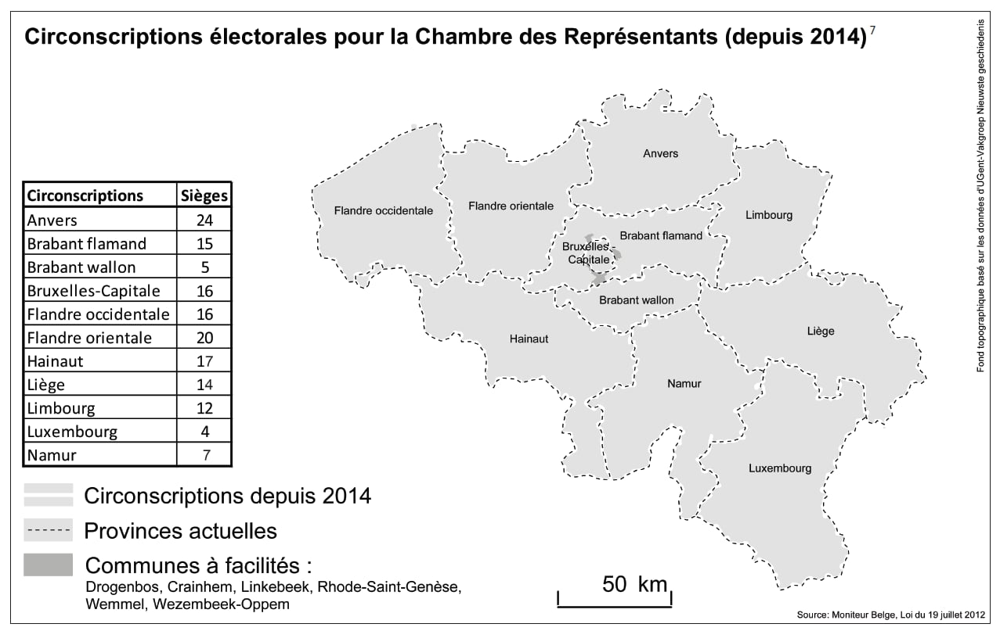 Circonscriptions électorales pour la Chambre des Représentants (depuis 2014) 7
Circonscriptions Sièges
Anvers 24
Brabant flamand 15
Brabant wallon 5
Bruxelles-Capitale 16
Flandre occidentale 16
Flandre orientale 20
Hainaut 17
Liège 14
Limbourg 12
Luxembourg 4
Namur 7
Anvers
Flandre occidentale
Flandre orientale
Limbourg
Brabant flamand
Bruxelles-
Capitale
Brabant wallon
Hainaut
Liège
Namur
Luxembourg
Circonscriptions depuis 2014
Provinces actuelles
Communes à facilités :
Drogenbos, Crainhem, Linkebeek, Rhode-Saint-Genèse,
Wemmel, Wezembeek-Oppem
50 km
Source: Moniteur Belge, Loi du 19 juillet 2012
Fond topographique basé sur les données d'UGent-Vakgroep Nieuwste geschiedenis